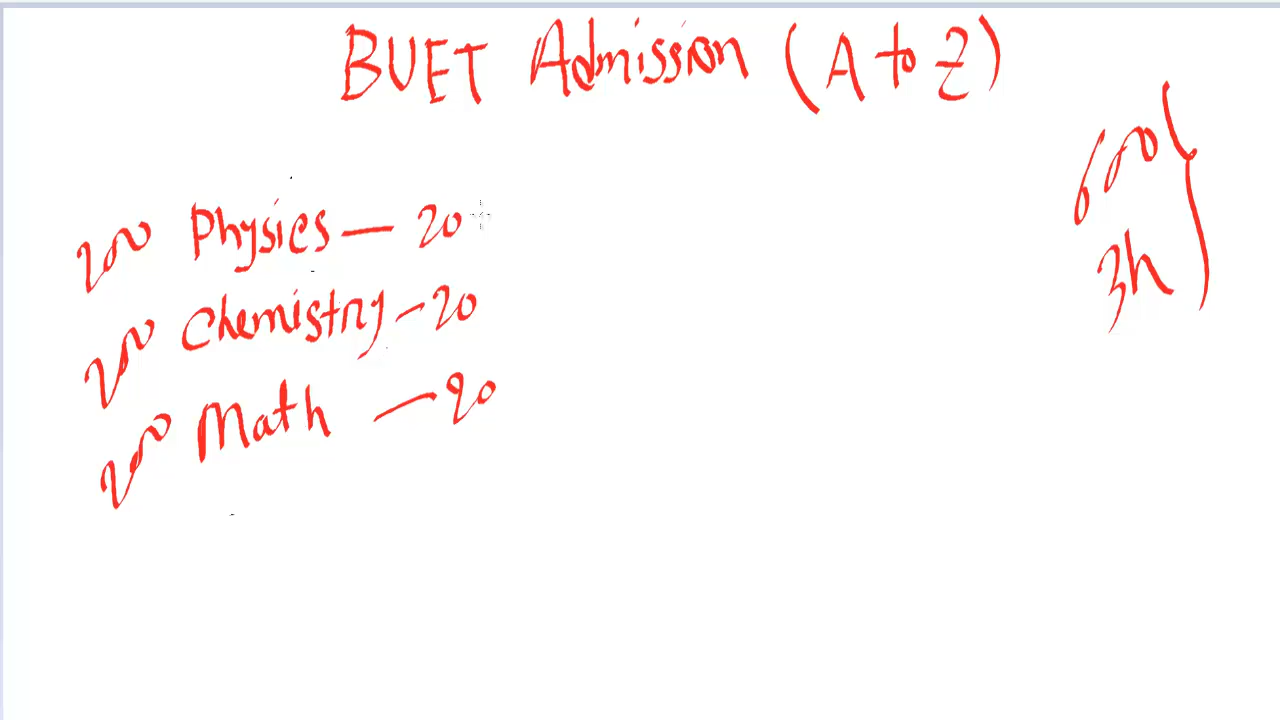 BUET Admission (A to Z)
600
3h
200 Physics — 20
200 Chemistry - 20
200 Math — 20